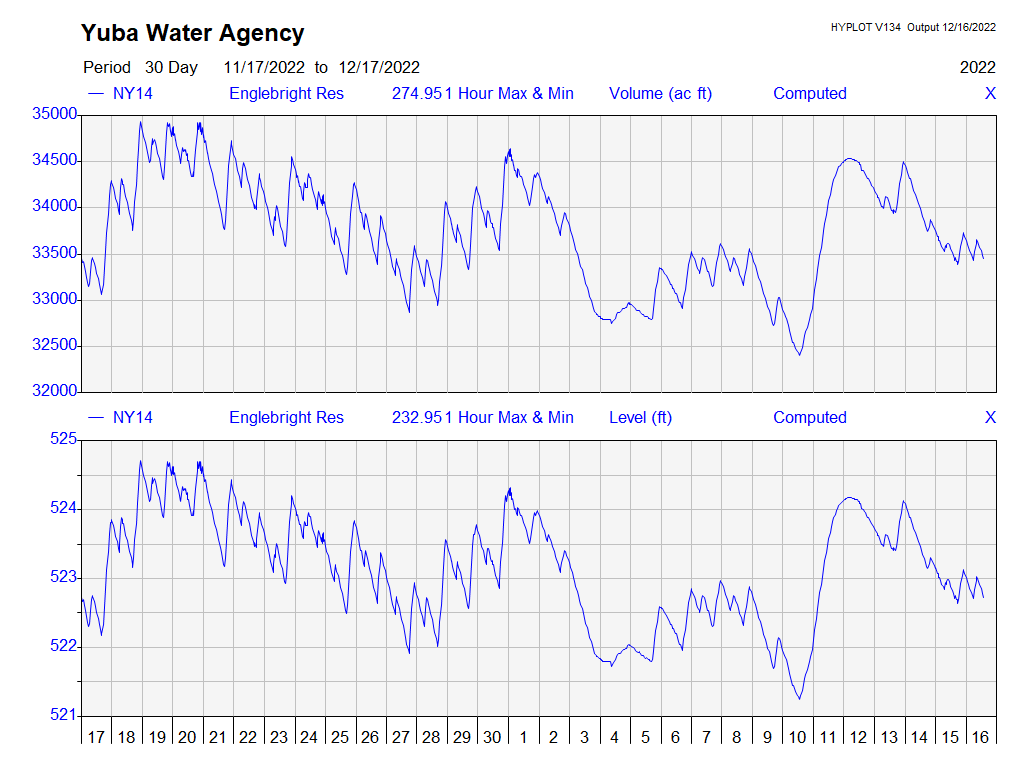 Yuba Water Agency
HYPLOT V134 Output 12/16/2022
Period 30 Day 11/17/2022 to 12/17/2022 2022
NY14 Englebright Res 274.951 Hour Max & Min Volume (ac ft) Computed X
35000
34500
34000
33500
33000
32500
32000
NY14 Englebright Res 232.951 Hour Max & Min Level (ft) Computed X
525
524
523
522
521
17 18 19 20 21 22 23 24 25 26 27 28 29 30 1 2 3 4 5 6 7 8 9 10 11 12 13 14 15 16